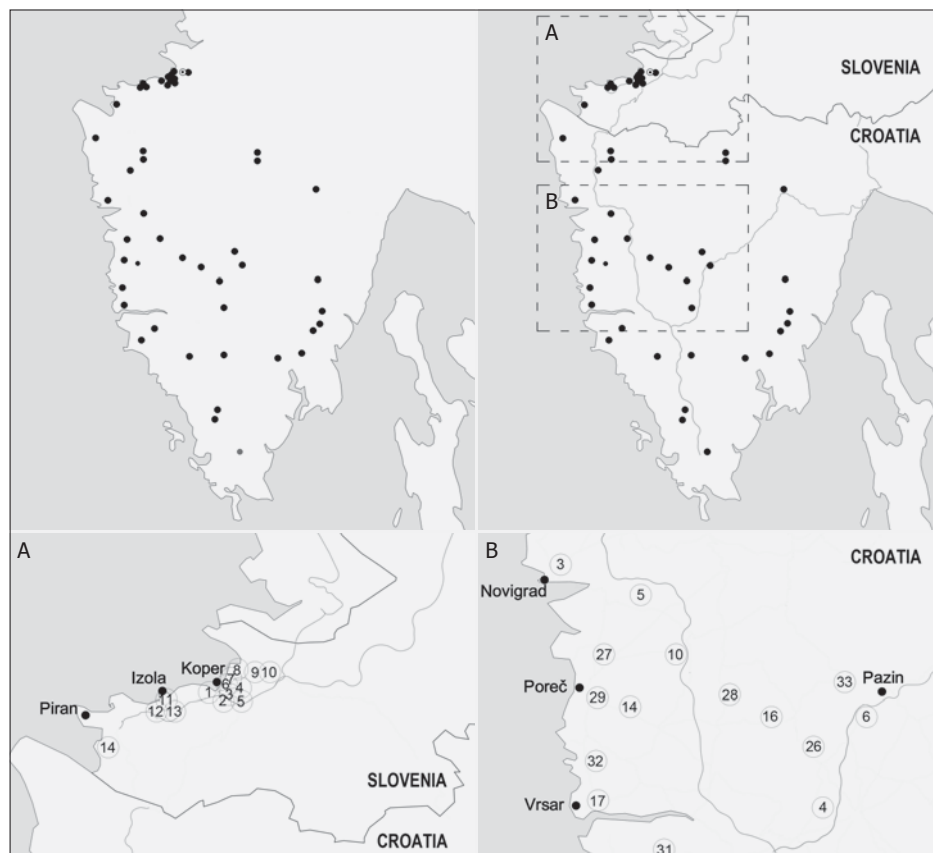 A
SLOVENIA
CROATIA
B
A
Koper
8
9
10
7
6
Izola
1
3
4
11
2
5
Piran
12
13
14
SLOVENIA
CROATIA
B
CROATIA
3
Novigrad
5
27
10
33
Pazin
Poreč
29
28
14
16
6
26
32
Vrsar
17
4
31